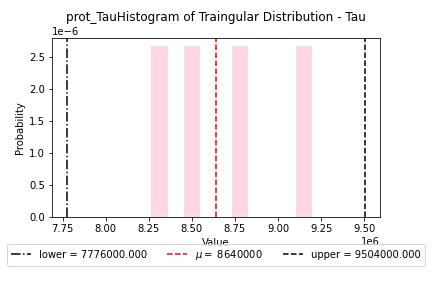 prot_TauHistogram of Traingular Distribution - Tau
1e−6
2.5
2.0
1.5
1.0
0.5
0.0
Probability
7.75 8.00 8.25 8.50 8.75 9.00 9.25 9.50
Value
1e6
lower = 7776000.000 μ = 8640000 upper = 9504000.000